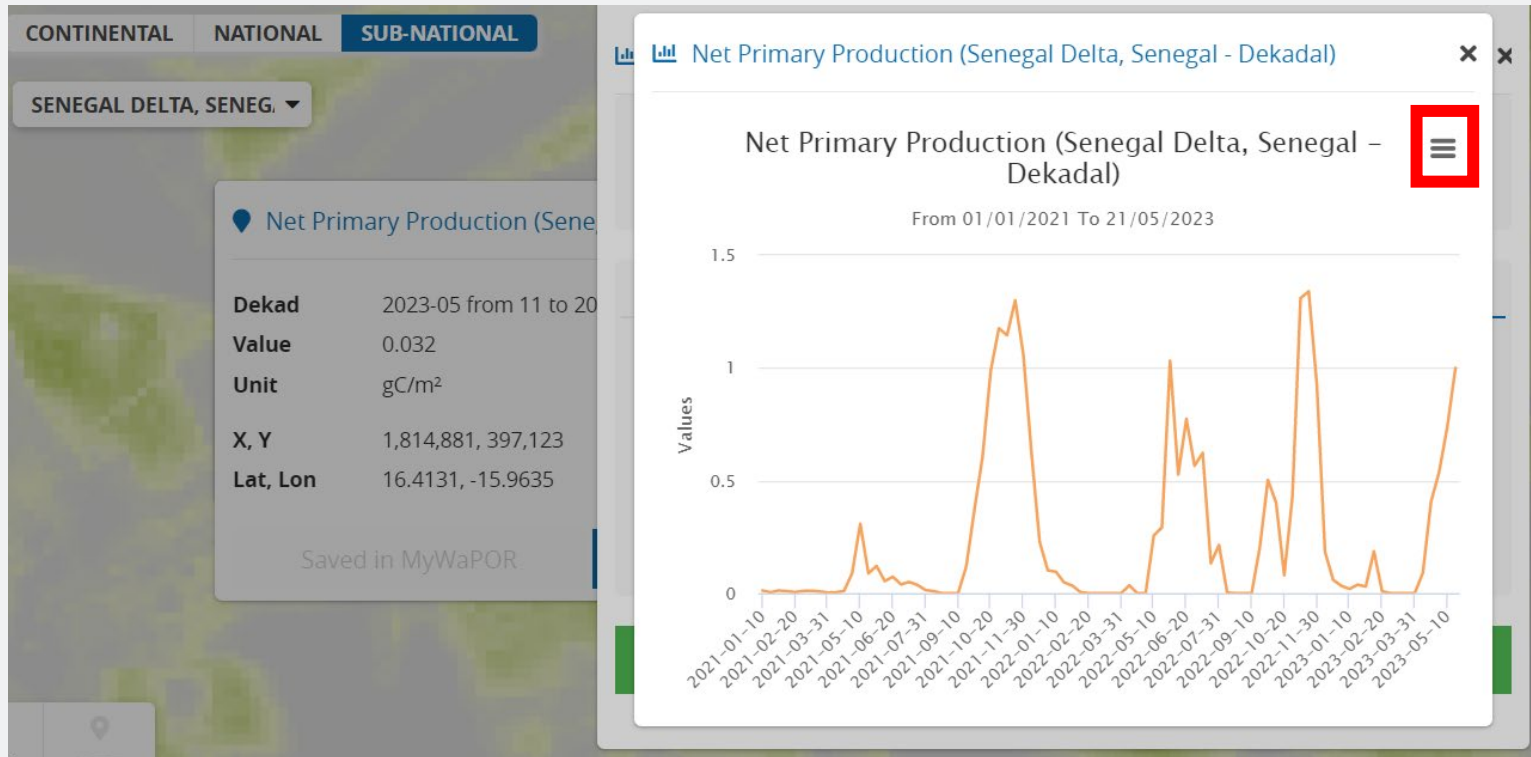 CONTINENTAL NATIONAL SUB-NATIONAL
SENEGAL DELTA, SENEG
Net Primary Production (Sene
Dekad 2023-05 from 11 to 20
Value 0.032
Unit gC/m²
X, Y 1,814,881, 397,123
Lat, Lon 16.4131, -15.9635
Saved in MyWaPOR
Net Primary Production (Senegal Delta, Senegal - Dekadal)
Net Primary Production (Senegal Delta, Senegal –
Dekadal)
From 01/01/2021 To 21/05/2023
Values
1.5
1
0.5
0
2021-01-10
2021-02-20
2021-03-31
2021-05-10
2021-06-20
2021-07-31
2021-09-10
2021-10-20
2021-11-30
2022-01-10
2022-02-20
2022-03-31
2022-05-10
2022-06-20
2022-07-31
2022-09-10
2022-10-20
2022-11-30
2023-01-10
2023-02-20
2023-03-31
2023-05-10